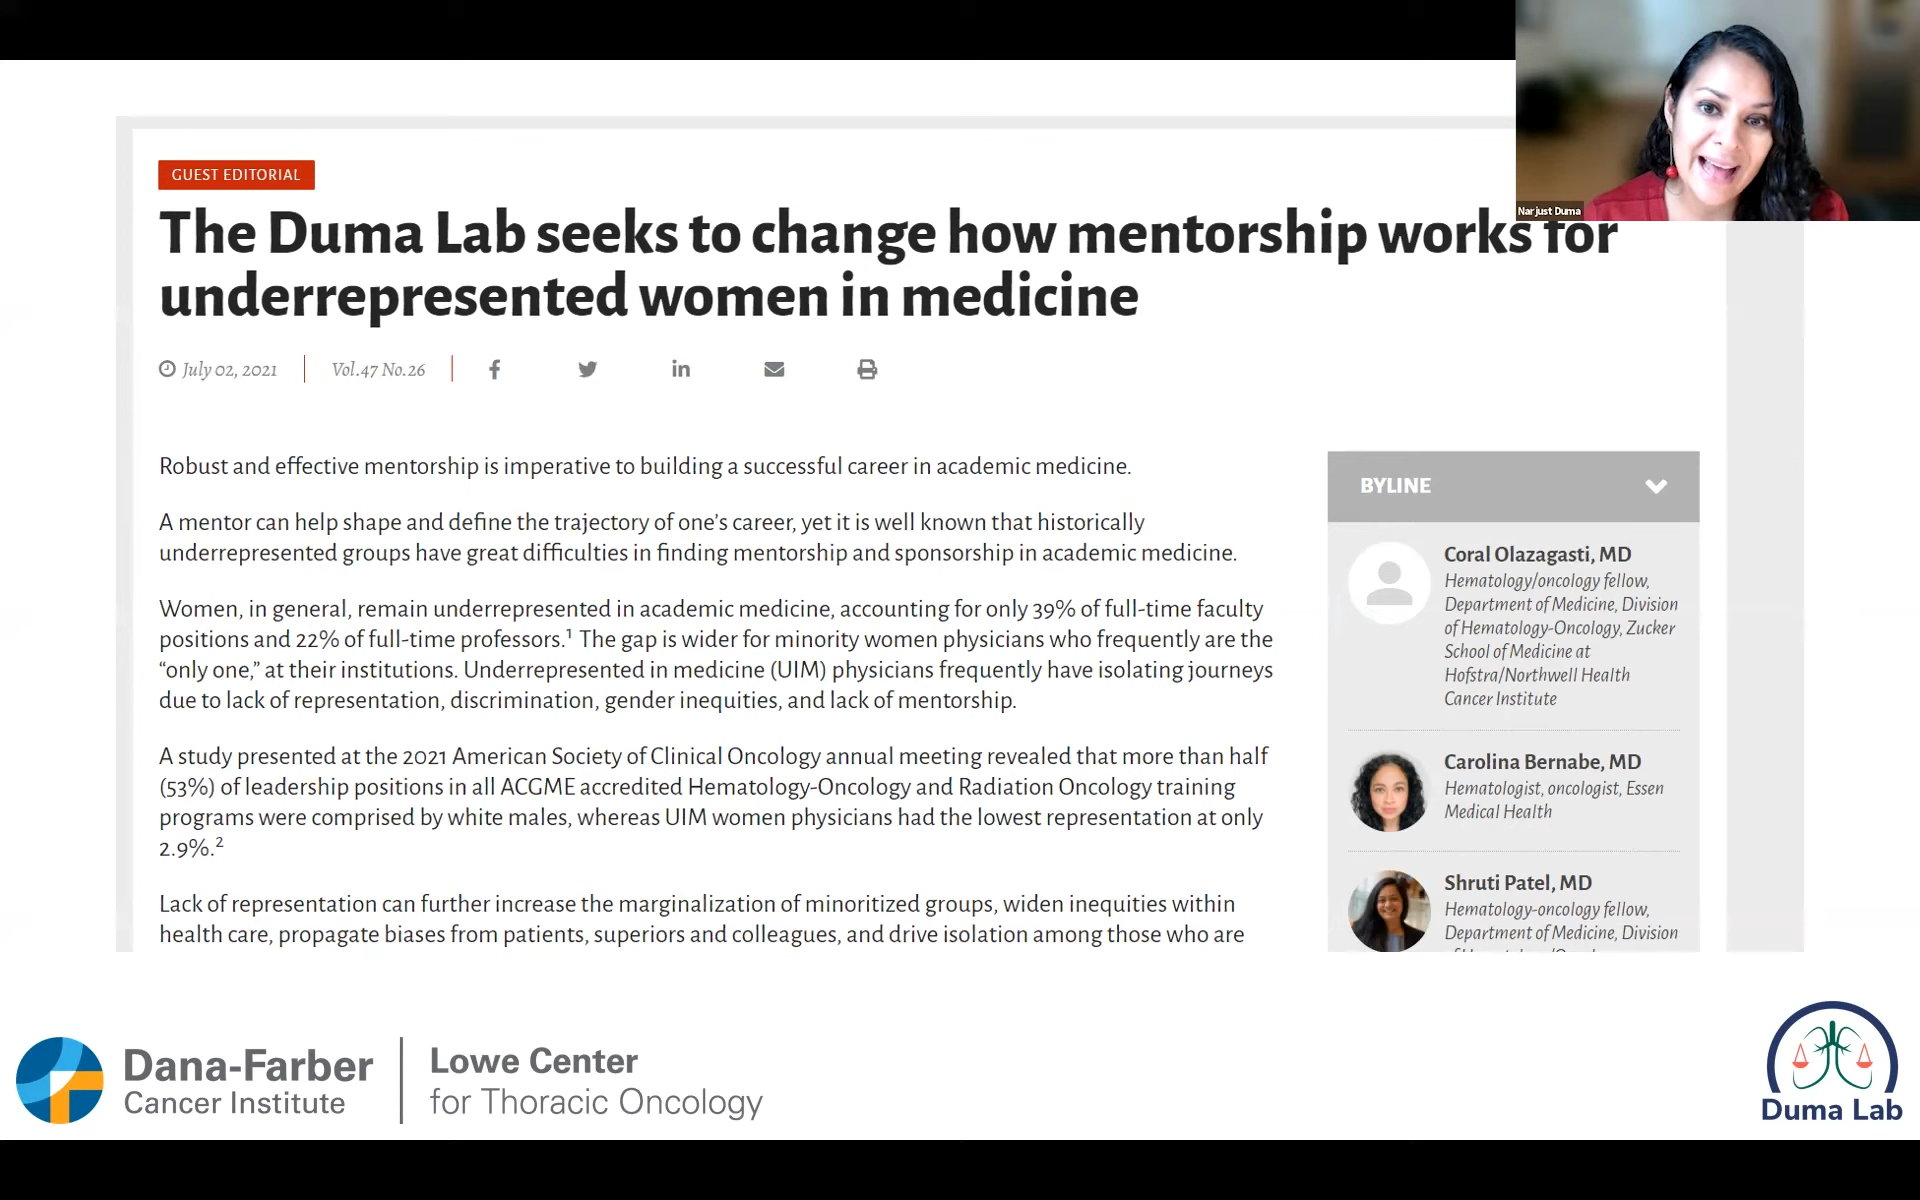 Narjust Duma
GUEST EDITORIAL
The Duma Lab seeks to change how mentorship works for
underrepresented women in medicine
July 02, 2021
Vol.47 No.26
Robust and effective mentorship is imperative to building a successful career in academic medicine.
A mentor can help shape and define the trajectory of one’s career, yet it is well known that historically
underrepresented groups have great difficulties in finding mentorship and sponsorship in academic medicine.
Women, in general, remain underrepresented in academic medicine, accounting for only 39% of full-time faculty
positions and 22% of full-time professors.¹ The gap is wider for minority women physicians who frequently are the
“only one,” at their institutions. Underrepresented in medicine (UIM) physicians frequently have isolating journeys
due to lack of representation, discrimination, gender inequities, and lack of mentorship.
A study presented at the 2021 American Society of Clinical Oncology annual meeting revealed that more than half
(53%) of leadership positions in all ACGME accredited Hematology-Oncology and Radiation Oncology training
programs were comprised by white males, whereas UIM women physicians had the lowest representation at only
2.9%.²
Lack of representation can further increase the marginalization of minoritized groups, widen inequities within
health care, propagate biases from patients, superiors and colleagues, and drive isolation among those who are
BYLINE
Coral Olazagasti, MD
Hematology/oncology fellow,
Department of Medicine, Division
of Hematology-Oncology, Zucker
School of Medicine at
Hofstra/Northwell Health
Cancer Institute
Carolina Bernabe, MD
Hematologist, oncologist, Essen
Medical Health
Shruti Patel, MD
Hematology-oncology fellow,
Department of Medicine, Division
Dana-Farber
Cancer Institute
Lowe Center
for Thoracic Oncology
Duma Lab